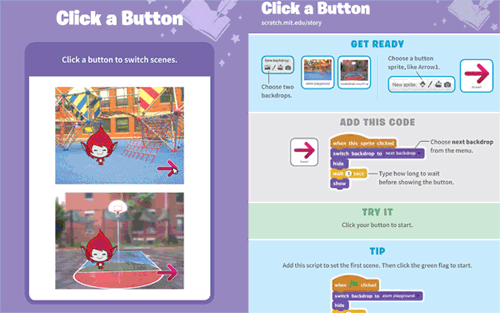 Click a Button
Click a button to switch scenes.
Click a Button
scratch.mit.edu/story
GET READY
New backdrop:
Choose two
backdrops.
Choose a button
sprite, like Arrow1.
New sprite:
ADD THIS CODE
when this sprite clicked
switch backdrop to next backdrop
hide
wait 1 secs
show
Choose next backdrop
from the menu.
Type how long to wait
before showing the button.
TRY IT
Click your button to start.
TIP
Add this script to set the first scene. Then click the green flag to start.
when clicked
switch backdrop to atom playground
hide